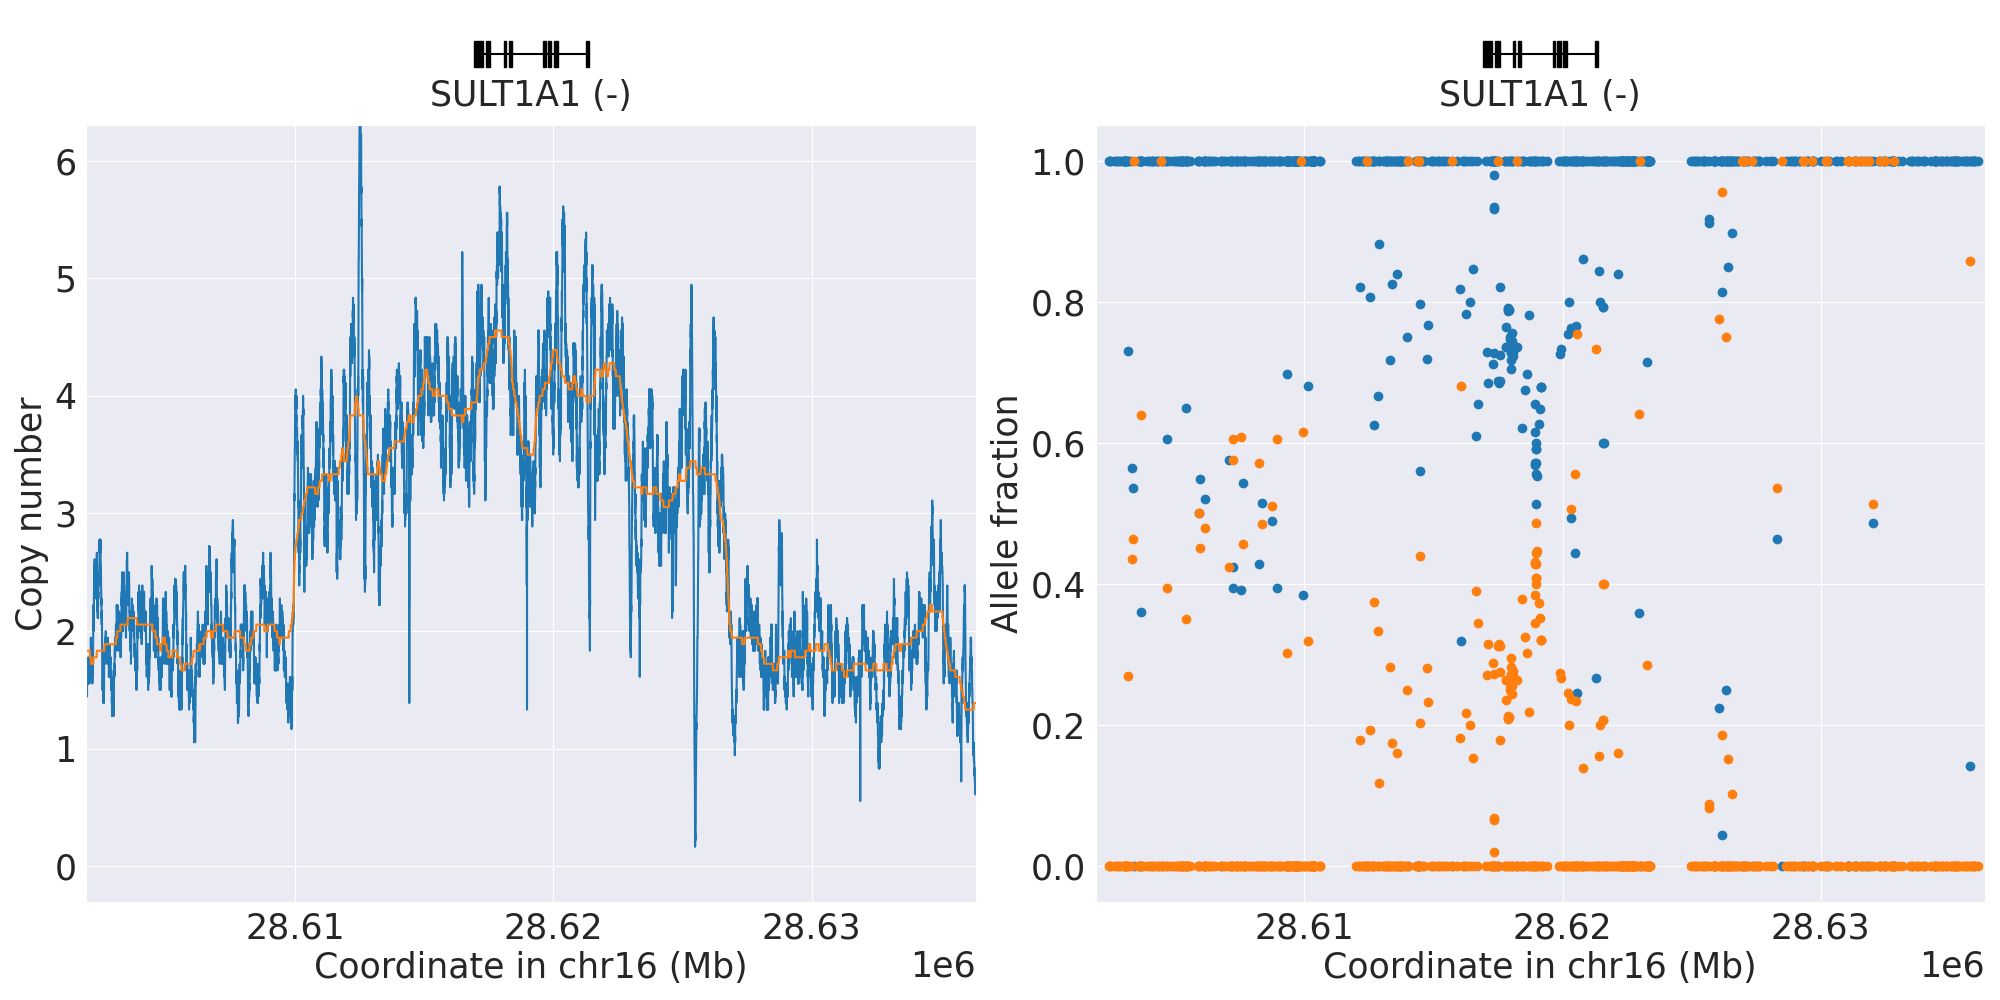 SULT1A1 (-)
Copy number
6
5
4
3
2
1
0
28.61
28.62
28.63
Coordinate in chr16 (Mb)
1e6
SULT1A1 (-)
Allele fraction
1.0
0.8
0.6
0.4
0.2
0.0
28.61
28.62
28.63
Coordinate in chr16 (Mb)
1e6